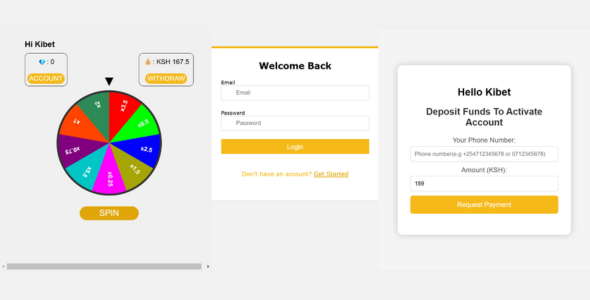 Hi Kibet
💎 : 0
ACCOUNT
💰 : KSH 167.5
WITHDRAW
x3.5
x0.5
x2.5
x1.5
x0.25
x5.5
x0.75
x1
x2
SPIN
Welcome Back
Email
Email
Password
Password
Login
Don't have an account? Get Started
Hello Kibet
Deposit Funds To Activate
Account
Your Phone Number:
Phone number(e.g +254712345678 or 0712345678)
Amount (KSH):
169
Request Payment